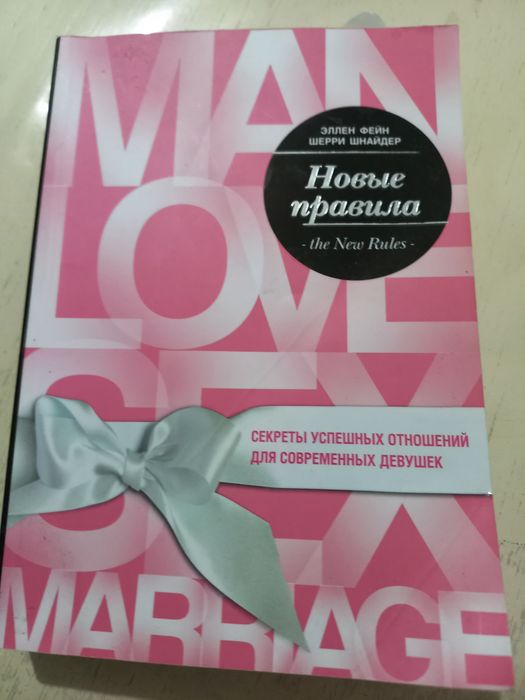 MAN
ЭЛЛЕН ФЕЙН
ШЕРРИ ШНАЙДЕР
Новые
правила
- the New Rules -
LOVE
SEX
СЕКРЕТЫ УСПЕШНЫХ ОТНОШЕНИЙ
ДЛЯ СОВРЕМЕННЫХ ДЕВУШЕК
MARRIAGE